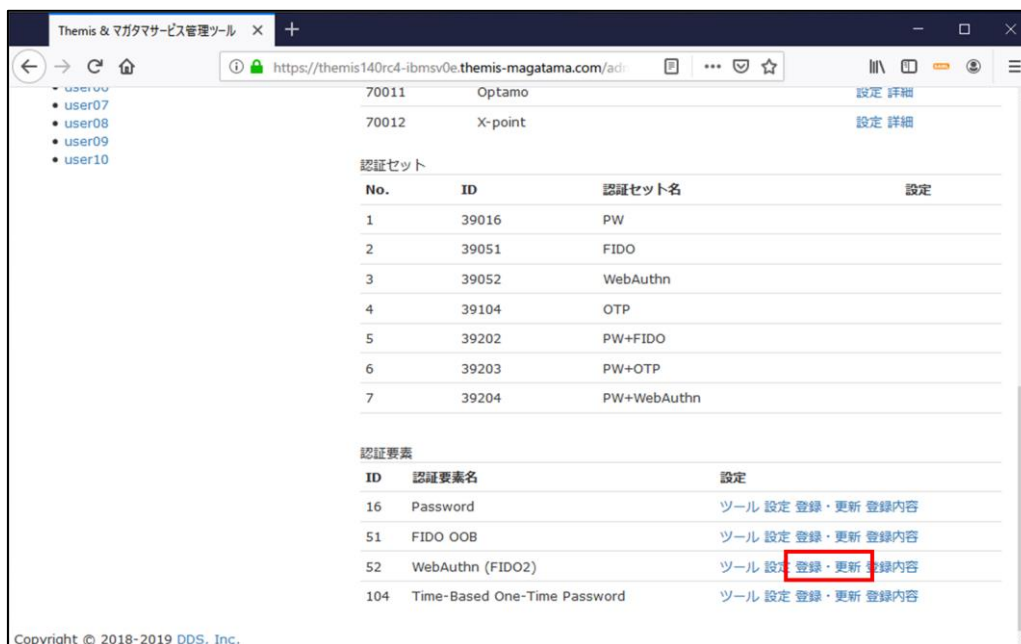 Themis & マガタマサービス管理ツール
https://themis140rc4-ibmsv0e.themis-magatama.com/adn
user06
user07
user08
user09
user10
70011 Optamo 設定 詳細
70012 X-point 設定 詳細
認証セット
No. ID 認証セット名 設定
1 39016 PW
2 39051 FIDO
3 39052 WebAuthn
4 39104 OTP
5 39202 PW+FIDO
6 39203 PW+OTP
7 39204 PW+WebAuthn
認証要素
ID 認証要素名 設定
16 Password ツール 設定 登録・更新 登録内容
51 FIDO OOB ツール 設定 登録・更新 登録内容
52 WebAuthn (FIDO2) ツール 設定 登録・更新 登録内容
104 Time-Based One-Time Password ツール 設定 登録・更新 登録内容
Copyright © 2018-2019 DDS, Inc.